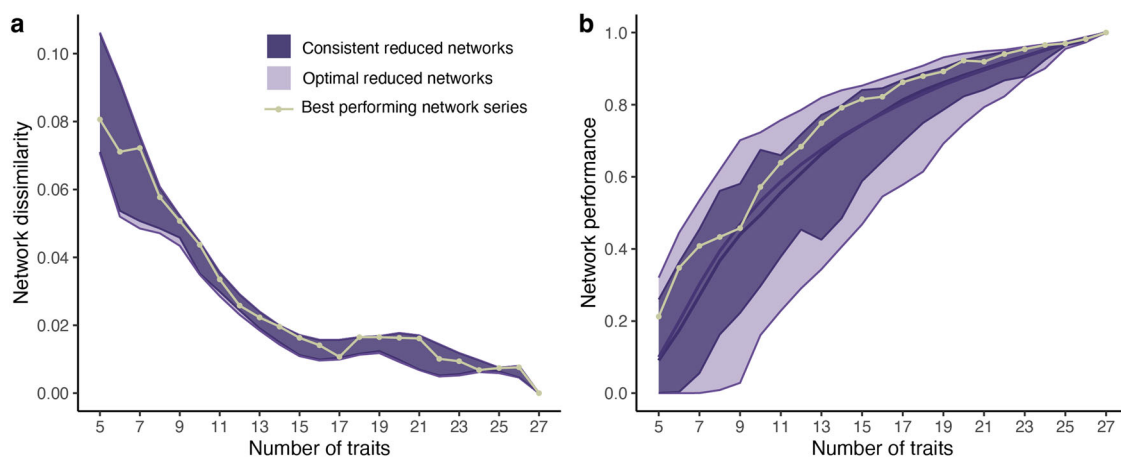 a
Consistent reduced networks
Optimal reduced networks
Best performing network series
Network dissimilarity
0.10
0.08
0.06
0.04
0.02
0.00
5 7 9 11 13 15 17 19 21 23 25 27
Number of traits
b
Network performance
1.0
0.8
0.6
0.4
0.2
0.0
5 7 9 11 13 15 17 19 21 23 25 27
Number of traits